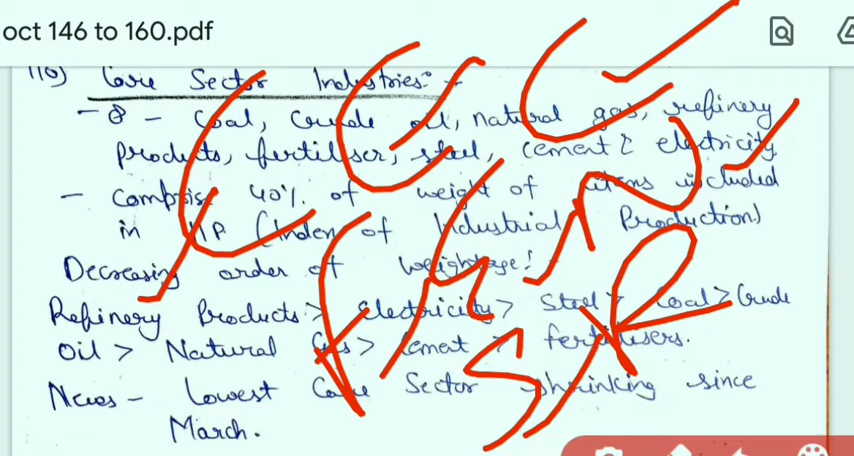 oct 146 to 160.pdf
Core Sector Industries:-
- 8 - Coal, Crude oil, natural gas, refinery
products, fertiliser, steel, cement & electricity
- Comprise 40% of weight of items included
in IIP (Index of Industrial Production)
Decreasing order of weightage:
Refinery Products > Electricity > Steel > Coal > Crude
Oil > Natural Gas > Cement > fertilisers.
News - Lowest Core Sector shrinking since
March.
C C C
F E N
S R